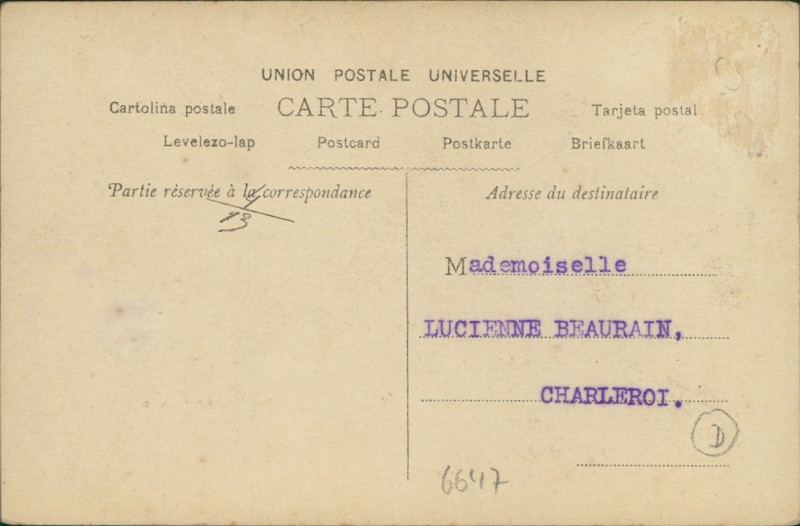 UNION POSTALE UNIVERSELLE
Cartolina postale CARTE POSTALE Tarjeta postal
Levelezo-lap Postcard Postkarte Briefkaart
Partie réservée à la correspondance
Adresse du destinataire
13
Mademoiselle
LUCIENNE BEAURAIN,
CHARLEROI.
D
6647